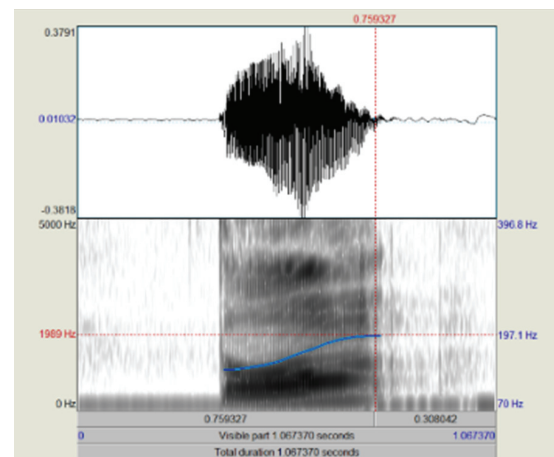 0.759327
0.3791
0.01032
-0.3818
5000 Hz 396.8 Hz
1989 Hz 197.1 Hz
0 Hz 70 Hz
0.759327 0.308042
0 Visible part 1.067370 seconds 1.067370
Total duration 1.067370 seconds